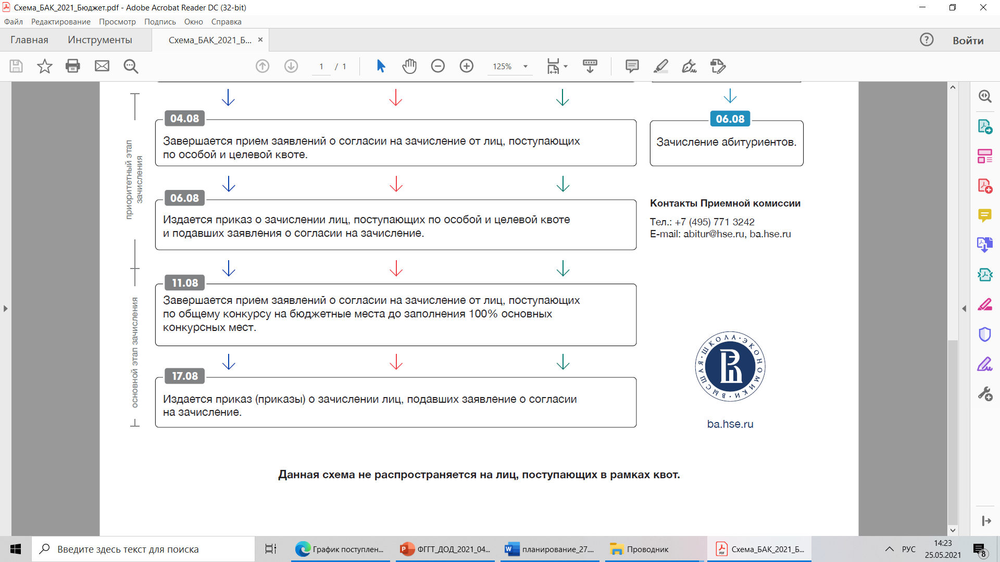 Схема_БАК_2021_Бюджет.pdf - Adobe Acrobat Reader DC (32-bit)
Файл Редактирование Просмотр Подпись Окно Справка
Главная Инструменты Схема_БАК_2021_Б... × Войти
1 / 1 125%
приоритетный этап
зачисления
04.08
Завершается прием заявлений о согласии на зачисление от лиц, поступающих
по особой и целевой квоте.
06.08
Зачисление абитуриентов.
06.08
Издается приказ о зачислении лиц, поступающих по особой и целевой квоте
и подавших заявления о согласии на зачисление.
Контакты Приемной комиссии
Тел.: +7 (495) 771 3242
E-mail: abitur@hse.ru, ba.hse.ru
основной этап зачисления
11.08
Завершается прием заявлений о согласии на зачисление от лиц, поступающих
по общему конкурсу на бюджетные места до заполнения 100% основных
конкурсных мест.
17.08
Издается приказ (приказы) о зачислении лиц, подавших заявление о согласии
на зачисление.
ВЫСШАЯ·ШКОЛА·ЭКОНОМИКИ·
ba.hse.ru
Данная схема не распространяется на лиц, поступающих в рамках квот.
Введите здесь текст для поиска
График поступлен...
ФГГТ_ДОД_2021_04...
планирование_27....
Проводник
Схема_БАК_2021_Б...
РУС
14:23
25.05.2021
8